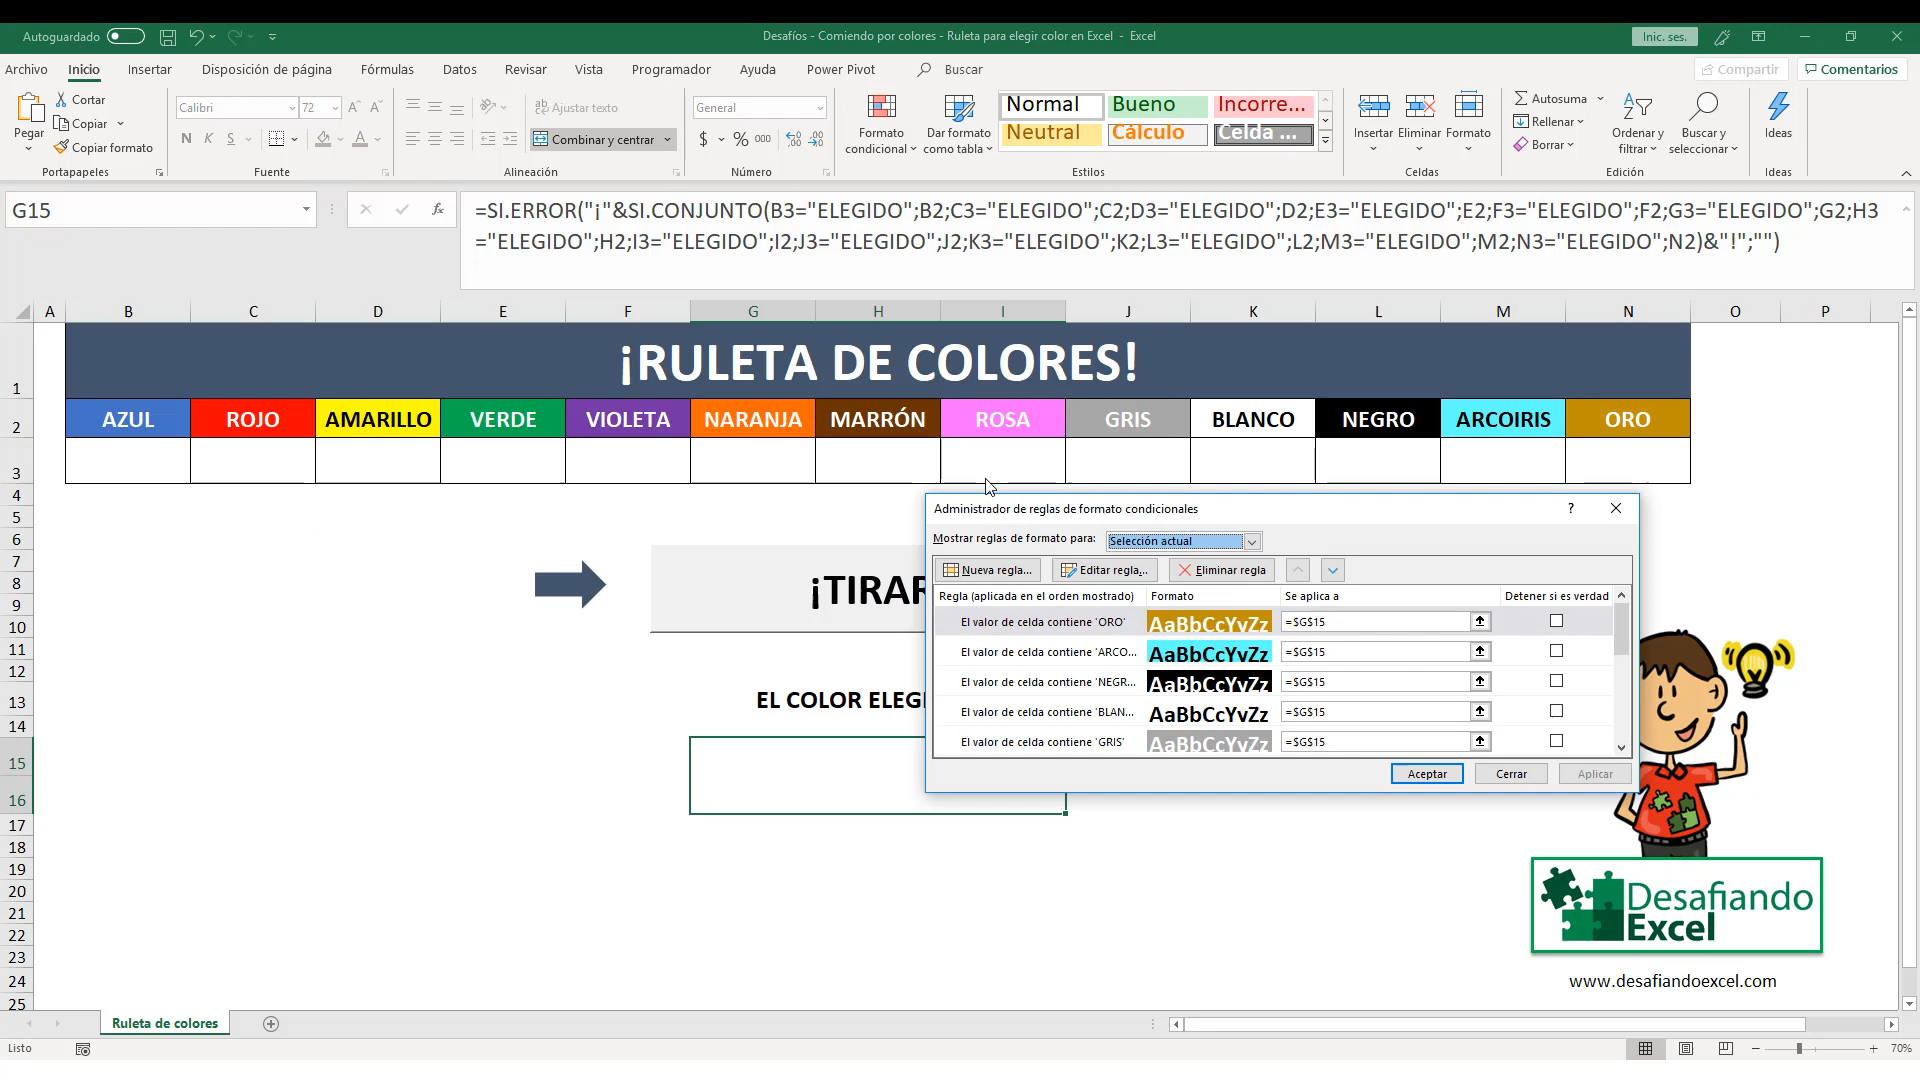 Autoguardado
Desafíos - Comiendo por colores - Ruleta para elegir color en Excel - Excel
Inic. ses.
Archivo Inicio Insertar Disposición de página Fórmulas Datos Revisar Vista Programador Ayuda Power Pivot Buscar
Compartir Comentarios
Pegar
Cortar
Copiar
Copiar formato
Portapapeles
Calibri 72
N K S
Fuente
Ajustar texto
Combinar y centrar
Alineación
General
$ % 000
Número
Formato condicional
Dar formato como tabla
Normal Bueno Incorre...
Neutral Cálculo Celda ...
Estilos
Insertar Eliminar Formato
Celdas
Autosuma
Rellenar
Borrar
Ordenar y filtrar
Buscar y seleccionar
Edición
Ideas
Ideas
G15
fx
=SI.ERROR("¡"&SI.CONJUNTO(B3="ELEGIDO";B2;C3="ELEGIDO";C2;D3="ELEGIDO";D2;E3="ELEGIDO";E2;F3="ELEGIDO";F2;G3="ELEGIDO";G2;H3
="ELEGIDO";H2;I3="ELEGIDO";I2;J3="ELEGIDO";J2;K3="ELEGIDO";K2;L3="ELEGIDO";L2;M3="ELEGIDO";M2;N3="ELEGIDO";N2)&"!";"")
A B C D E F G H I J K L M N O P
1
¡RULETA DE COLORES!
2
AZUL ROJO AMARILLO VERDE VIOLETA NARANJA MARRÓN ROSA GRIS BLANCO NEGRO ARCOIRIS ORO
3
4
5
6
7
8
9
10
11
12
13
14
15
16
17
18
19
20
21
22
23
24
25
¡TIRAR
EL COLOR ELEG
Administrador de reglas de formato condicionales
?
Mostrar reglas de formato para: Selección actual
Nueva regla... Editar regla... Eliminar regla
Regla (aplicada en el orden mostrado) Formato Se aplica a Detener si es verdad
El valor de celda contiene 'ORO' AaBbCcYvZz =$G$15
El valor de celda contiene 'ARCO... AaBbCcYvZz =$G$15
El valor de celda contiene 'NEGR... AaBbCcYvZz =$G$15
El valor de celda contiene 'BLAN... AaBbCcYvZz =$G$15
El valor de celda contiene 'GRIS' AaBbCcYvZz =$G$15
Aceptar Cerrar Aplicar
Desafiando
Excel
www.desafiandoexcel.com
Ruleta de colores
Listo
70%